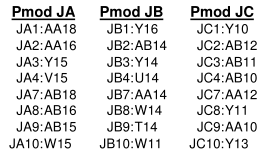 Pmod JA Pmod JB Pmod JC
JA1:AA18 JB1:Y16 JC1:Y10
JA2:AA16 JB2:AB14 JC2:AB12
JA3:Y15 JB3:Y14 JC3:AB11
JA4:V15 JB4:U14 JC4:AB10
JA7:AB18 JB7:AA14 JC7:AA12
JA8:AB16 JB8:W14 JC8:Y11
JA9:AB15 JB9:T14 JC9:AA10
JA10:W15 JB10:W11 JC10:Y13